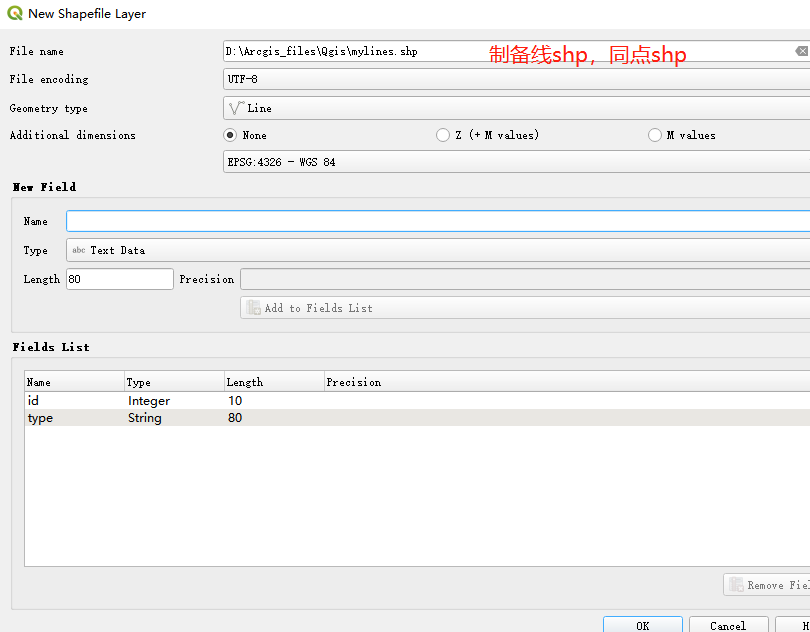 New Shapefile Layer
File name D:\Arcgis_files\Qgis\mylines.shp 制备线shp，同点shp
File encoding UTF-8
Geometry type Line
Additional dimensions None Z (+ M values) M values
EPSG:4326 - WGS 84
New Field
Name
Type abc Text Data
Length 80 Precision
Add to Fields List
Fields List
Name Type Length Precision
id Integer 10
type String 80
Remove Fiel
OK Cancel H